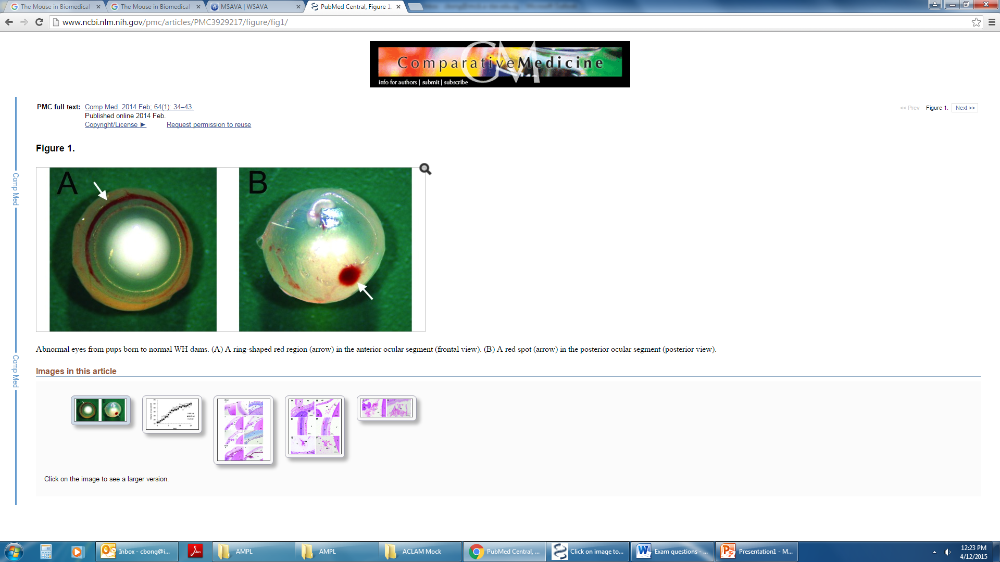 The Mouse in Biomedical
The Mouse in Biomedical
MSAVA | WSAVA
PubMed Central, Figure 1
www.ncbi.nlm.nih.gov/pmc/articles/PMC3929217/figure/fig1/
CM
ComparativeMedicine
info for authors | submit | subscribe
PMC full text: Comp Med. 2014 Feb; 64(1): 34–43.
Published online 2014 Feb.
Copyright/License ► Request permission to reuse
<< Prev Figure 1. Next >>
Figure 1.
Comp Med
Comp Med
A
B
Abnormal eyes from pups born to normal WH dams. (A) A ring-shaped red region (arrow) in the anterior ocular segment (frontal view). (B) A red spot (arrow) in the posterior ocular segment (posterior view).
Images in this article
Click on the image to see a larger version.
Inbox - cbong@i...
AMPL
AMPL
ACLAM Mock
PubMed Central, ...
Click on image to...
Exam questions - ...
Presentation1 - M...
12:23 PM
4/12/2015